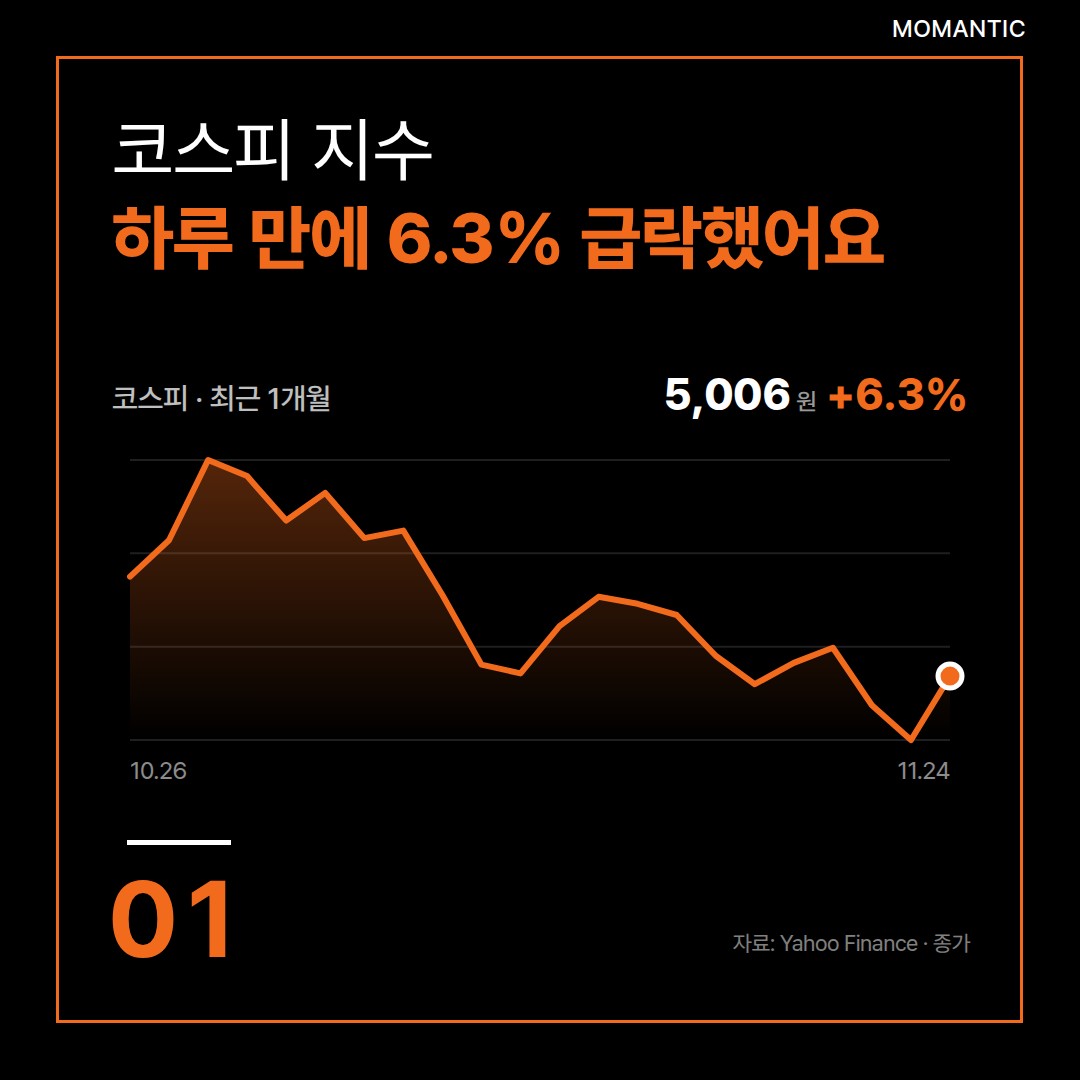 MOMANTIC
코스피 지수
하루 만에 6.3% 급락했어요
코스피 · 최근 1개월
5,006 원 +6.3%
10.26
11.24
01
자료: Yahoo Finance · 종가